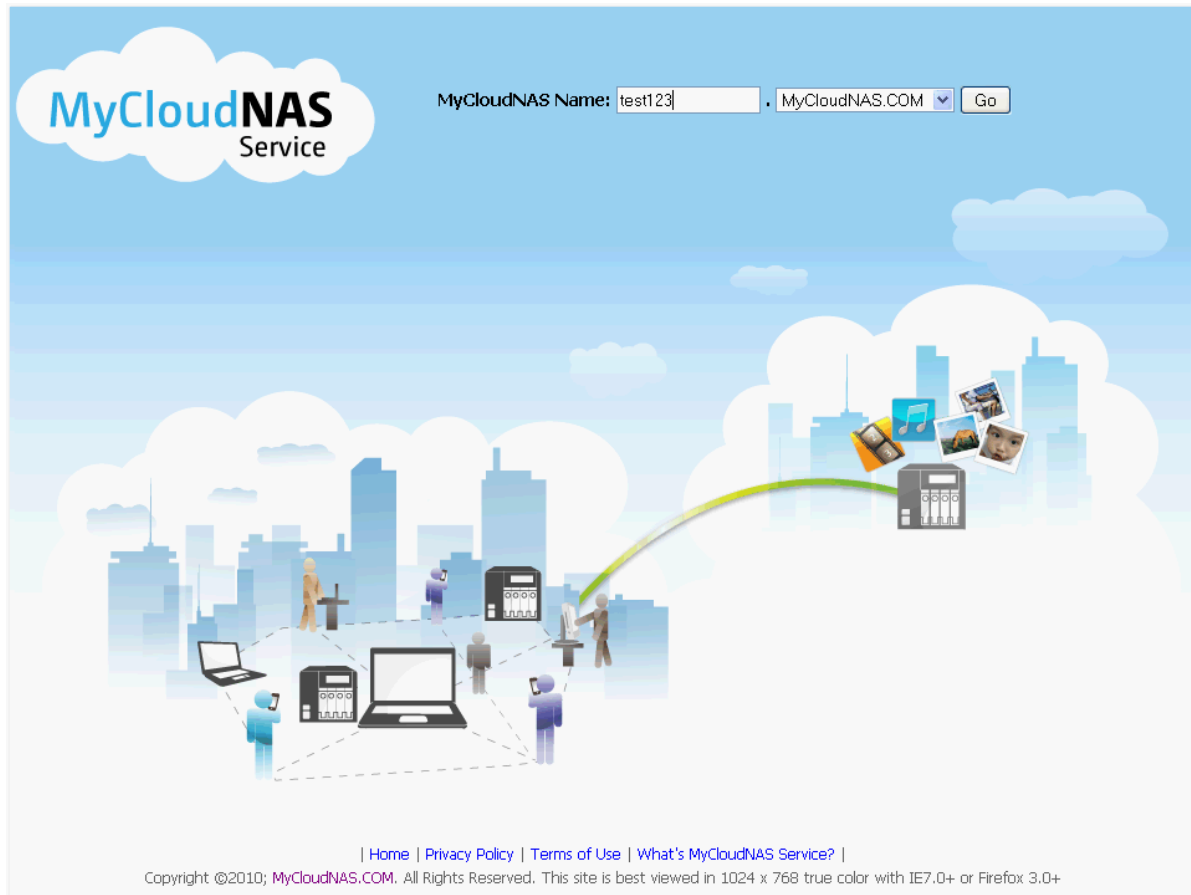 MyCloudNAS
Service
MyCloudNAS Name: test123 . MyCloudNAS.COM Go
| Home | Privacy Policy | Terms of Use | What's MyCloudNAS Service? |
Copyright ©2010; MyCloudNAS.COM. All Rights Reserved. This site is best viewed in 1024 x 768 true color with IE7.0+ or Firefox 3.0+